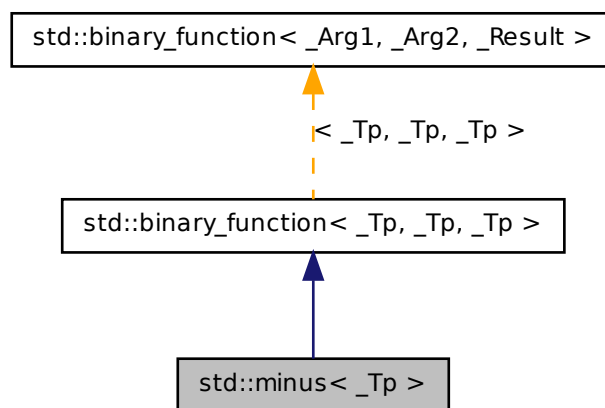 std::binary_function< _Arg1, _Arg2, _Result >
< _Tp, _Tp, _Tp >
std::binary_function< _Tp, _Tp, _Tp >
std::minus< _Tp >